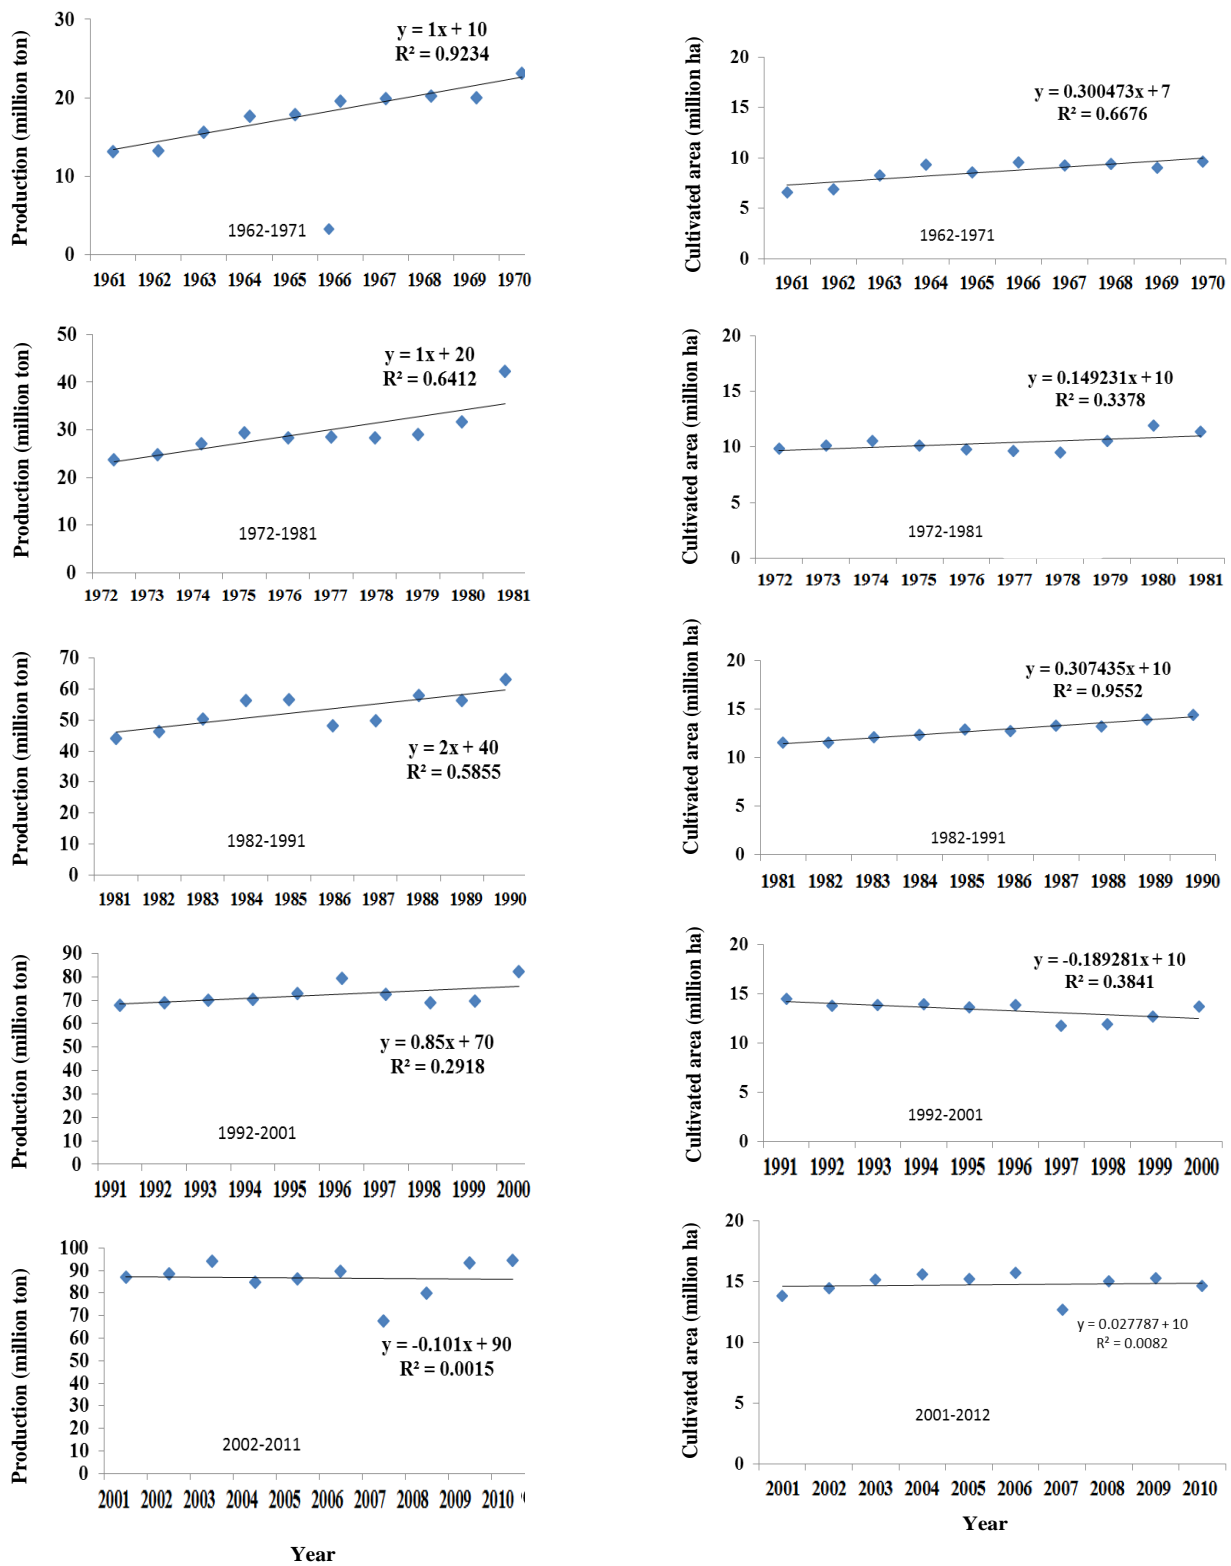 Production (million ton)
30
20
10
0
y = 1x + 10
R² = 0.9234
1962-1971
1961 1962 1963 1964 1965 1966 1967 1968 1969 1970
Cultivated area (million ha)
20
15
10
5
0
y = 0.300473x + 7
R² = 0.6676
1962-1971
1961 1962 1963 1964 1965 1966 1967 1968 1969 1970
Production (million ton)
50
40
30
20
10
0
y = 1x + 20
R² = 0.6412
1972-1981
1972 1973 1974 1975 1976 1977 1978 1979 1980 1981
Cultivated area (million ha)
20
15
10
5
0
y = 0.149231x + 10
R² = 0.3378
1972-1981
1972 1973 1974 1975 1976 1977 1978 1979 1980 1981
Production (million ton)
70
60
50
40
30
20
10
0
y = 2x + 40
R² = 0.5855
1982-1991
1981 1982 1983 1984 1985 1986 1987 1988 1989 1990
Cultivated area (million ha)
20
15
10
5
0
y = 0.307435x + 10
R² = 0.9552
1982-1991
1981 1982 1983 1984 1985 1986 1987 1988 1989 1990
Production (million ton)
90
80
70
60
50
40
30
20
10
0
y = 0.85x + 70
R² = 0.2918
1992-2001
1991 1992 1993 1994 1995 1996 1997 1998 1999 2000
Cultivated area (million ha)
20
15
10
5
0
y = -0.189281x + 10
R² = 0.3841
1992-2001
1991 1992 1993 1994 1995 1996 1997 1998 1999 2000
Production (million ton)
100
90
80
70
60
50
40
30
20
10
0
y = -0.101x + 90
R² = 0.0015
2002-2011
2001 2002 2003 2004 2005 2006 2007 2008 2009 2010
Year
Cultivated area (million ha)
20
15
10
5
0
y = 0.027787 + 10
R² = 0.0082
2001-2012
2001 2002 2003 2004 2005 2006 2007 2008 2009 2010
Year